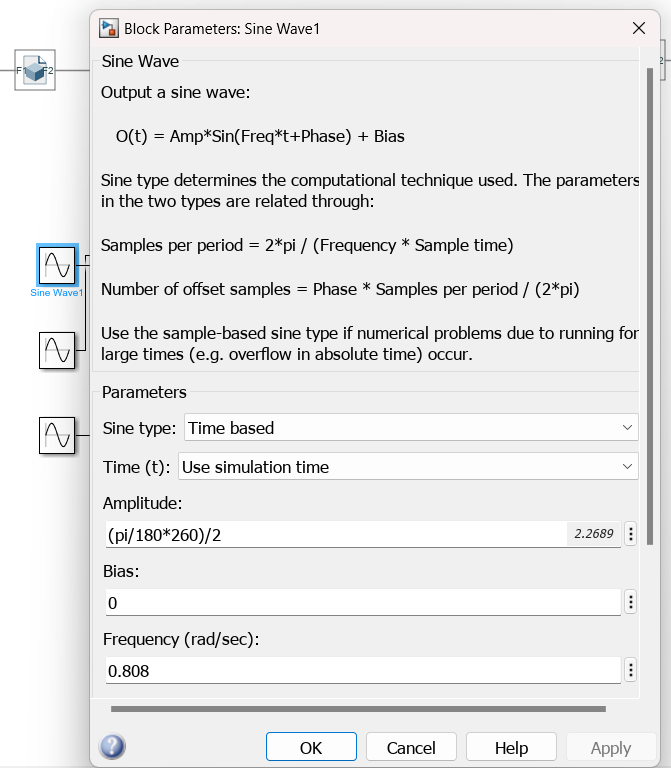 Block Parameters: Sine Wave1
Sine Wave
Output a sine wave:
O(t) = Amp*Sin(Freq*t+Phase) + Bias
Sine type determines the computational technique used. The parameters
in the two types are related through:
Samples per period = 2*pi / (Frequency * Sample time)
Number of offset samples = Phase * Samples per period / (2*pi)
Use the sample-based sine type if numerical problems due to running for
large times (e.g. overflow in absolute time) occur.
Parameters
Sine type: Time based
Time (t): Use simulation time
Amplitude:
(pi/180*260)/2 2.2689
Bias:
0
Frequency (rad/sec):
0.808
OK Cancel Help Apply
F2
Sine Wave1